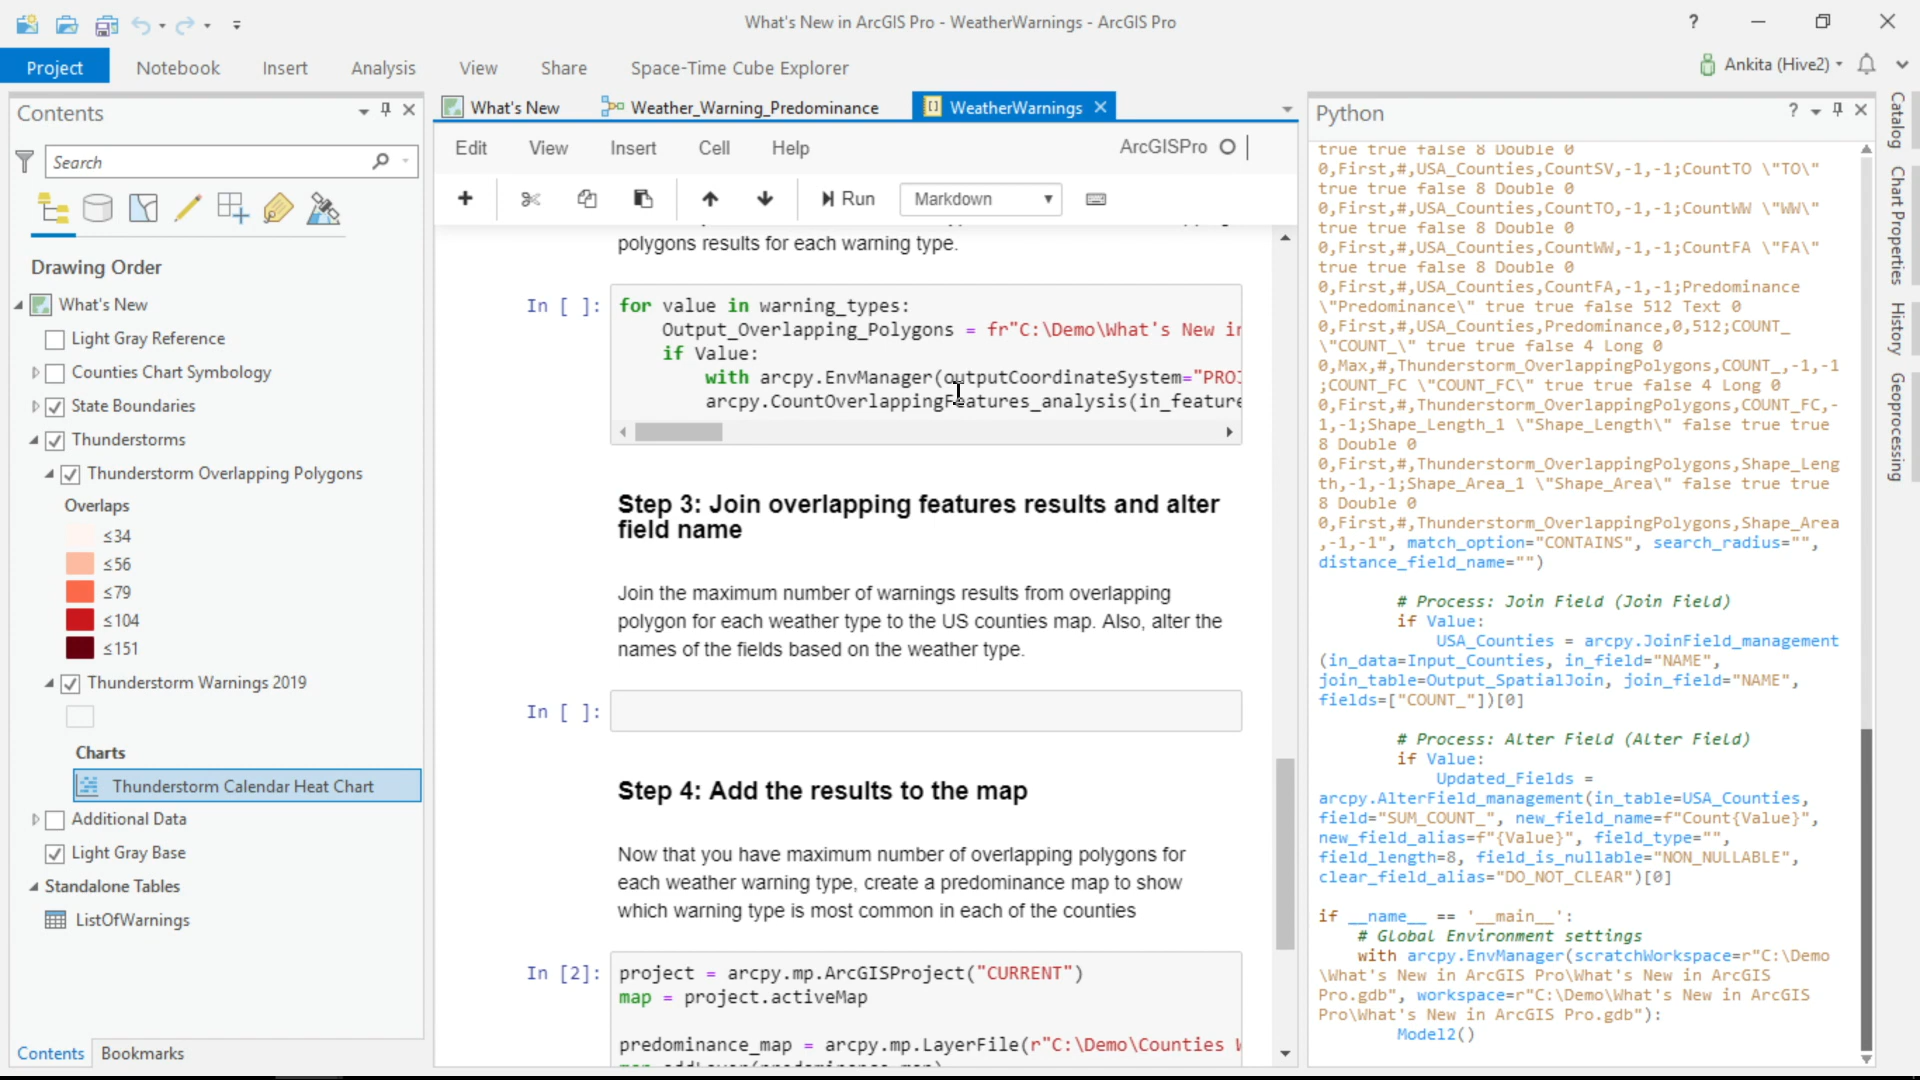 What's New in ArcGIS Pro - WeatherWarnings - ArcGIS Pro
?
Project
Notebook
Insert
Analysis
View
Share
Space-Time Cube Explorer
Ankita (Hive2)
Contents
Search
Drawing Order
What's New
Light Gray Reference
Counties Chart Symbology
State Boundaries
Thunderstorms
Thunderstorm Overlapping Polygons
Overlaps
≤34
≤56
≤79
≤104
≤151
Thunderstorm Warnings 2019
Charts
Thunderstorm Calendar Heat Chart
Additional Data
Light Gray Base
Standalone Tables
ListOfWarnings
Contents
Bookmarks
What's New
Weather_Warning_Predominance
WeatherWarnings
Edit
View
Insert
Cell
Help
ArcGISPro
Run
Markdown
polygons results for each warning type.
In [ ]:
for value in warning_types:
Output_Overlapping_Polygons = fr"C:\Demo\What's New in
if Value:
with arcpy.EnvManager(outputCoordinateSystem="PROJ
arcpy.CountOverlappingFeatures_analysis(in_feature
Step 3: Join overlapping features results and alter
field name
Join the maximum number of warnings results from overlapping
polygon for each weather type to the US counties map. Also, alter the
names of the fields based on the weather type.
In [ ]:
Step 4: Add the results to the map
Now that you have maximum number of overlapping polygons for
each weather warning type, create a predominance map to show
which warning type is most common in each of the counties
In [2]:
project = arcpy.mp.ArcGISProject("CURRENT")
map = project.activeMap
predominance_map = arcpy.mp.LayerFile(r"C:\Demo\Counties W
Python
?
true true false 8 Double 0
0,First,#,USA_Counties,CountSV,-1,-1;CountTO \"TO\"
true true false 8 Double 0
0,First,#,USA_Counties,CountTO,-1,-1;CountWW \"WW\"
true true false 8 Double 0
0,First,#,USA_Counties,CountWW,-1,-1;CountFA \"FA\"
true true false 8 Double 0
0,First,#,USA_Counties,CountFA,-1,-1;Predominance
\"Predominance\" true true false 512 Text 0
0,First,#,USA_Counties,Predominance,0,512;COUNT_
\"COUNT_\" true true false 4 Long 0
0,Max,#,Thunderstorm_OverlappingPolygons,COUNT_,-1,-1
;COUNT_FC \"COUNT_FC\" true true false 4 Long 0
0,First,#,Thunderstorm_OverlappingPolygons,COUNT_FC,-
1,-1;Shape_Length_1 \"Shape_Length\" false true true
8 Double 0
0,First,#,Thunderstorm_OverlappingPolygons,Shape_Leng
th,-1,-1;Shape_Area_1 \"Shape_Area\" false true true
8 Double 0
0,First,#,Thunderstorm_OverlappingPolygons,Shape_Area
,-1,-1", match_option="CONTAINS", search_radius="",
distance_field_name="")
# Process: Join Field (Join Field)
if Value:
USA_Counties = arcpy.JoinField_management
(in_data=Input_Counties, in_field="NAME",
join_table=Output_SpatialJoin, join_field="NAME",
fields=["COUNT_"])[0]
# Process: Alter Field (Alter Field)
if Value:
Updated_Fields =
arcpy.AlterField_management(in_table=USA_Counties,
field="SUM_COUNT_", new_field_name=f"Count{Value}",
new_field_alias=f"{Value}", field_type="",
field_length=8, field_is_nullable="NON_NULLABLE",
clear_field_alias="DO_NOT_CLEAR")[0]
if __name__ == '__main__':
# Global Environment settings
with arcpy.EnvManager(scratchWorkspace=r"C:\Demo
\What's New in ArcGIS Pro\What's New in ArcGIS
Pro.gdb", workspace=r"C:\Demo\What's New in ArcGIS
Pro\What's New in ArcGIS Pro.gdb"):
Model2()
Catalog
Chart Properties
History
Geoprocessing